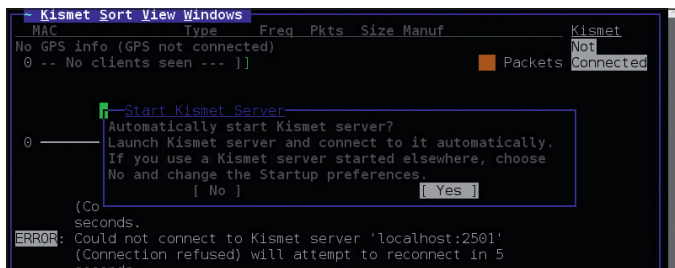 ~ Kismet Sort View Windows
MAC Type Freq Pkts Size Manuf Kismet
No GPS info (GPS not connected) Not
0 -- No clients seen --- ]] Packets Connected
Start Kismet Server
Automatically start Kismet server?
0 Launch Kismet server and connect to it automatically.
If you use a Kismet server started elsewhere, choose
No and change the Startup preferences.
[ No ] [ Yes ]
(Co
seconds.
ERROR: Could not connect to Kismet server 'localhost:2501'
(Connection refused) will attempt to reconnect in 5
seconds